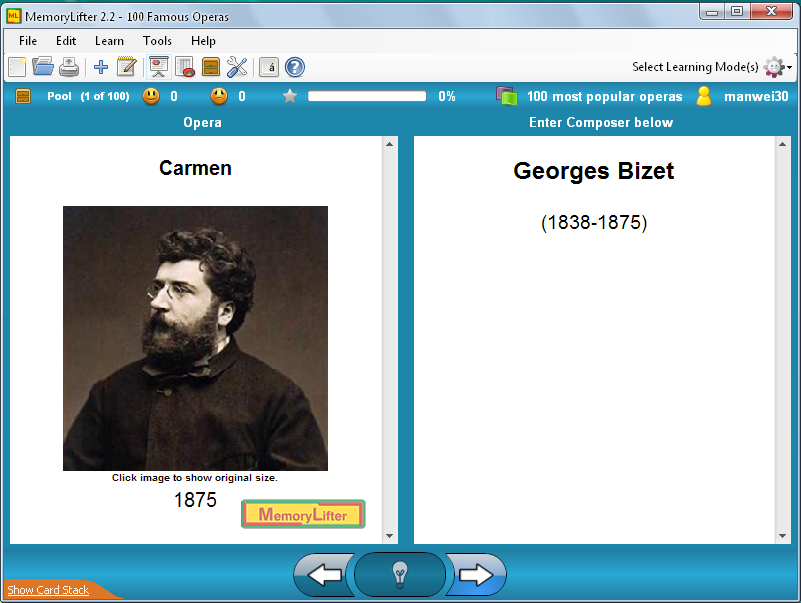 MemoryLifter 2.2 - 100 Famous Operas
File Edit Learn Tools Help
á ? Select Learning Mode(s)
Pool (1 of 100) 0 0 0% 100 most popular operas manwei30
Opera Enter Composer below
Carmen
Georges Bizet
(1838-1875)
Click image to show original size.
1875
MemoryLifter
Show Card Stack